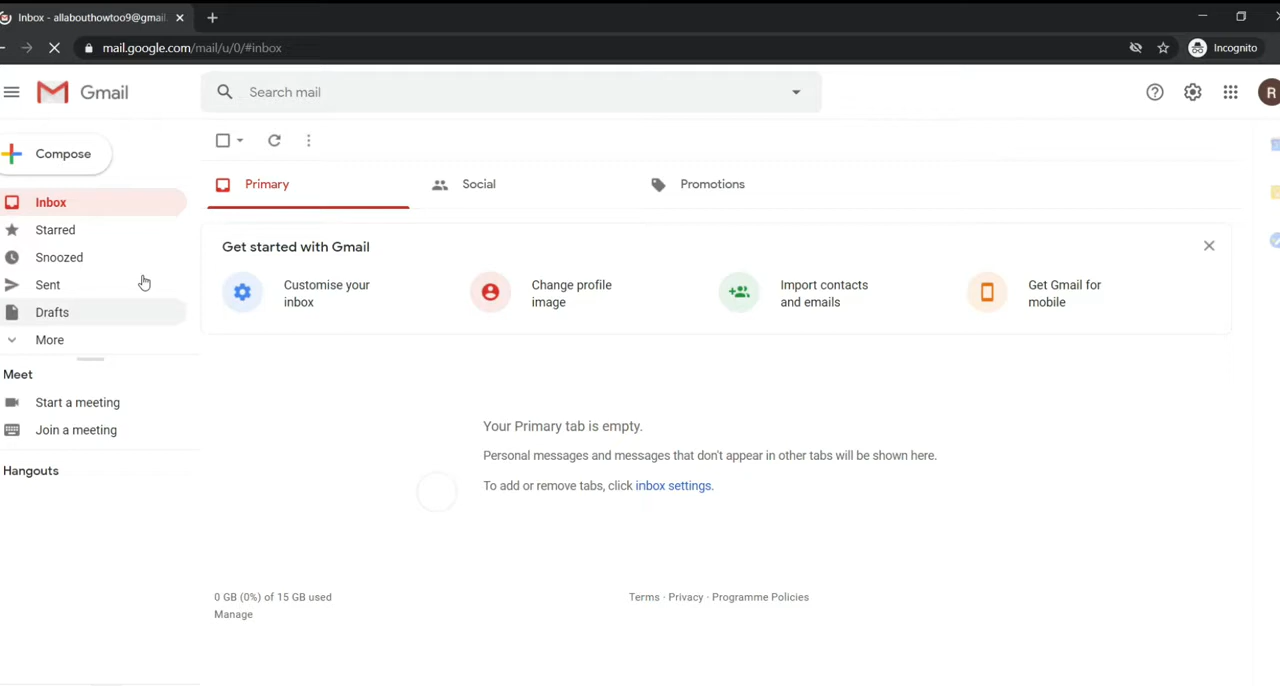 Inbox - allabouthowtoo9@gmail.
mail.google.com/mail/u/0/#inbox
Incognito
Gmail
Search mail
R
Compose
Primary
Social
Promotions
Inbox
Starred
Snoozed
Sent
Drafts
More
Get started with Gmail
Customise your
inbox
Change profile
image
Import contacts
and emails
Get Gmail for
mobile
Meet
Start a meeting
Join a meeting
Hangouts
Your Primary tab is empty.
Personal messages and messages that don't appear in other tabs will be shown here.
To add or remove tabs, click inbox settings.
0 GB (0%) of 15 GB used
Manage
Terms · Privacy · Programme Policies